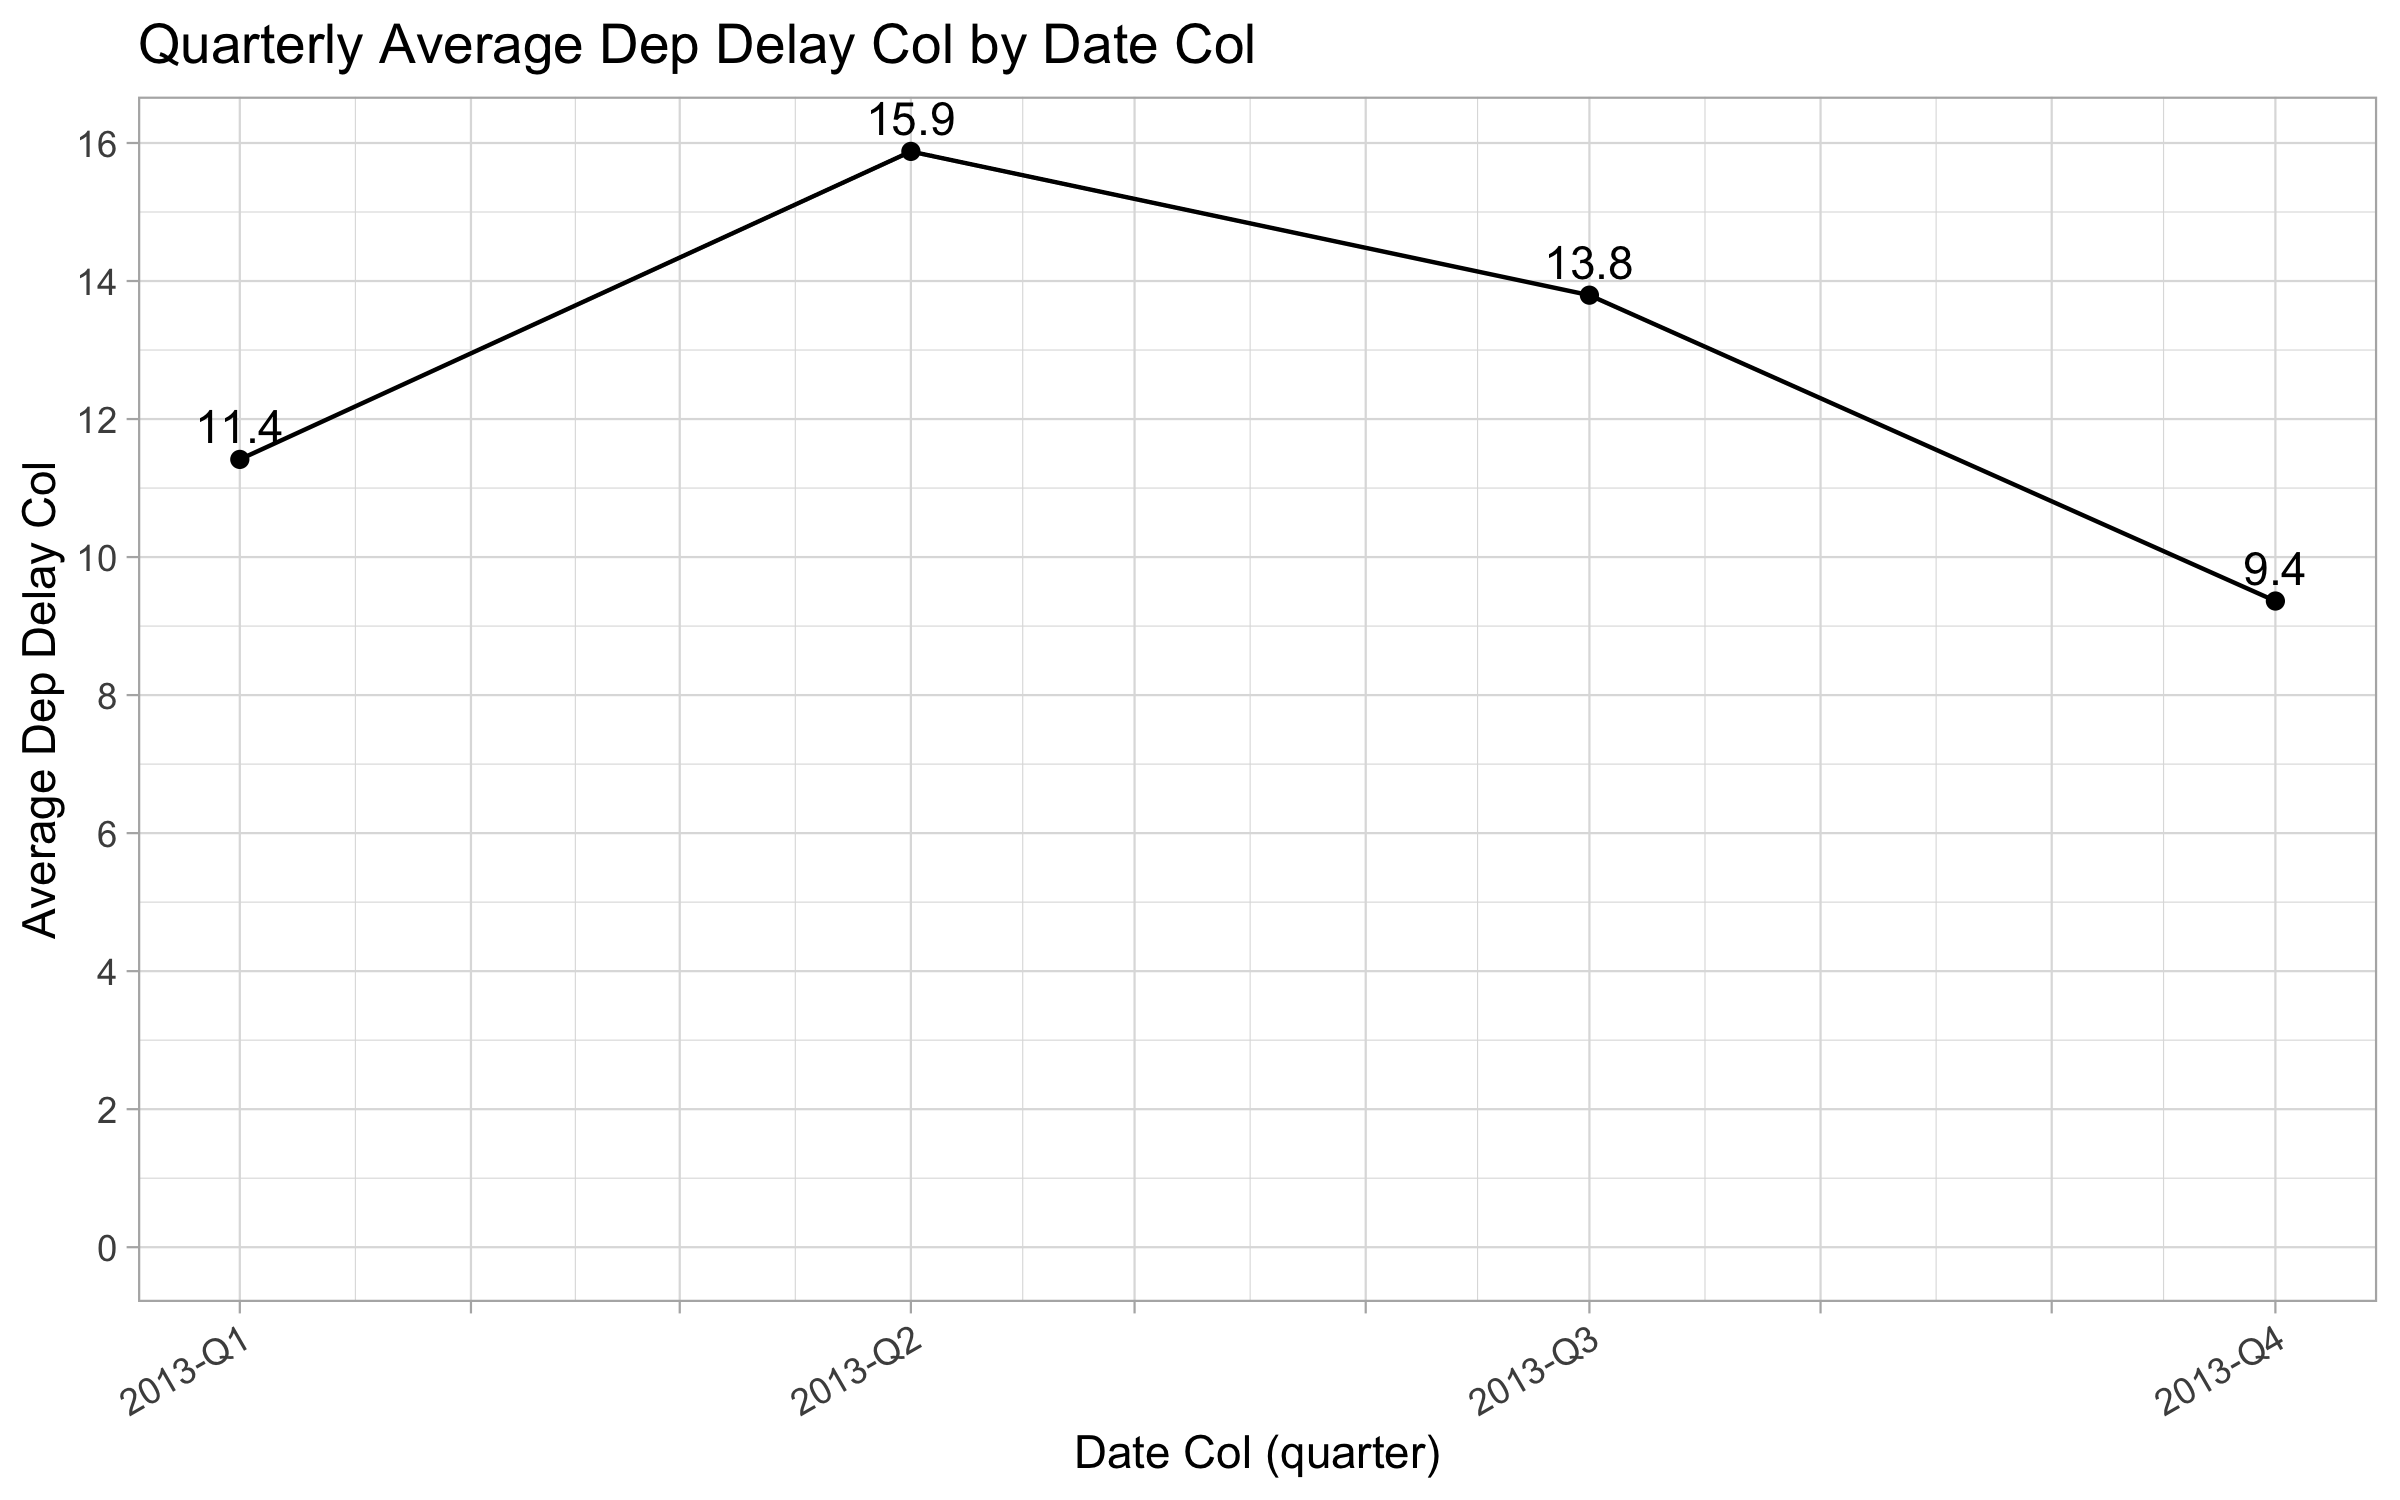 Quarterly Average Dep Delay Col by Date Col
Average Dep Delay Col
16
14
12
10
8
6
4
2
0
11.4
15.9
13.8
9.4
2013-Q1
2013-Q2
2013-Q3
2013-Q4
Date Col (quarter)